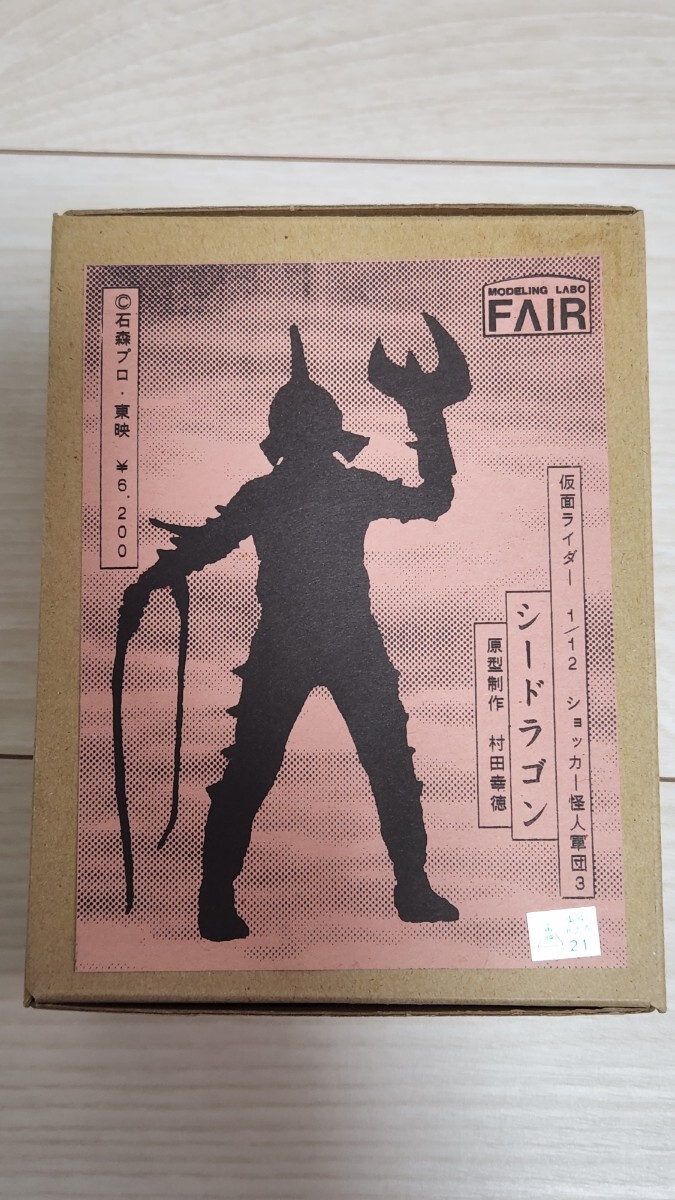 MODELING LABO
FAIR
仮面ライダー 1/12 ショッカー怪人軍団3
シードラゴン
原型制作 村田幸徳
©石森プロ・東映 ¥6,200
21